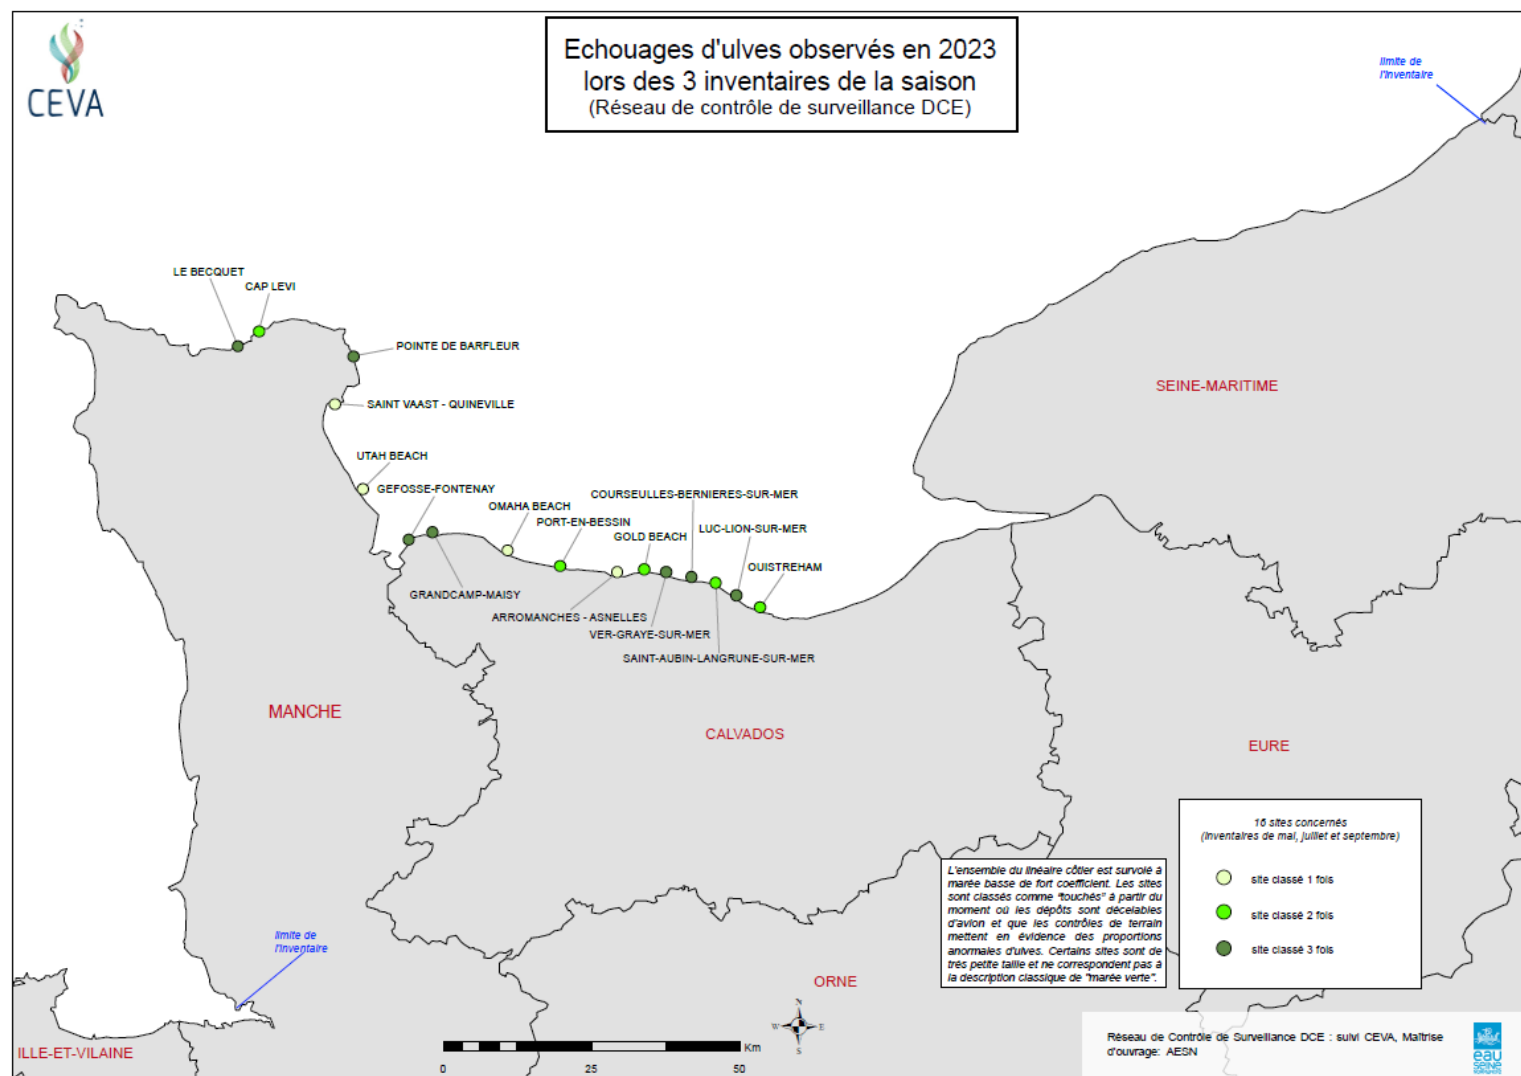 CEVA
Echouages d'ulves observés en 2023
lors des 3 inventaires de la saison
(Réseau de contrôle de surveillance DCE)
limite de
l'inventaire
LE BECQUET
CAP LEVI
POINTE DE BARFLEUR
SEINE-MARITIME
SAINT VAAST - QUINEVILLE
UTAH BEACH
GEFOSSE-FONTENAY
COURSEULLES-BERNIERES-SUR-MER
OMAHA BEACH
PORT-EN-BESSIN
LUC-LION-SUR-MER
GOLD BEACH
OUISTREHAM
GRANDCAMP-MAISY
ARROMANCHES - ASNELLES
VER-GRAYE-SUR-MER
SAINT-AUBIN-LANGRUNE-SUR-MER
MANCHE
CALVADOS
EURE
16 sites concernés
(inventaires de mai, juillet et septembre)
site classé 1 fois
site classé 2 fois
site classé 3 fois
L'ensemble du linéaire côtier est survolé à
marée basse de fort coefficient. Les sites
sont classés comme "touchés" à partir du
moment où les dépôts sont décelables
d'avion et que les contrôles de terrain
mettent en évidence des proportions
anormales d'ulves. Certains sites sont de
très petite taille et ne correspondent pas à
la description classique de "marée verte".
limite de
l'inventaire
ORNE
N
W E
S
ILLE-ET-VILAINE
Km
0 25 50
Réseau de Contrôle de Surveillance DCE : suivi CEVA, Maîtrise
d'ouvrage: AESN
eau
SEINE